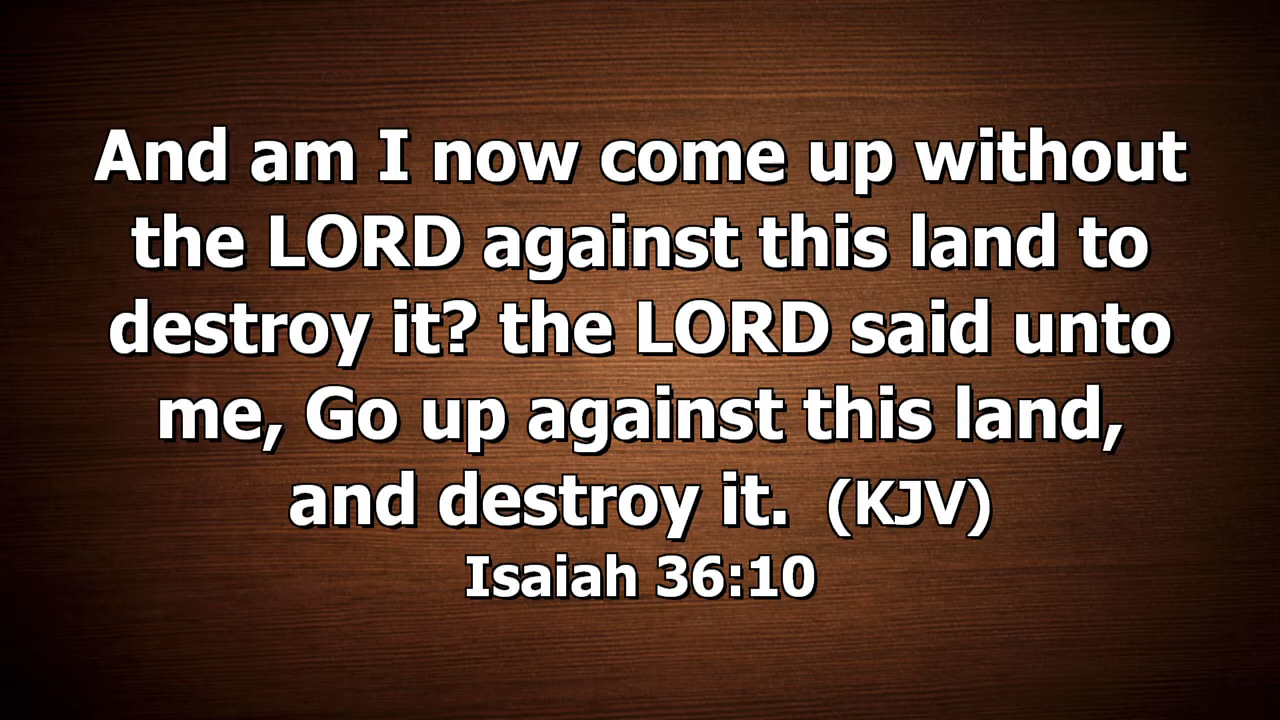 And am I now come up without
the LORD against this land to
destroy it? the LORD said unto
me, Go up against this land,
and destroy it. (KJV)
Isaiah 36:10